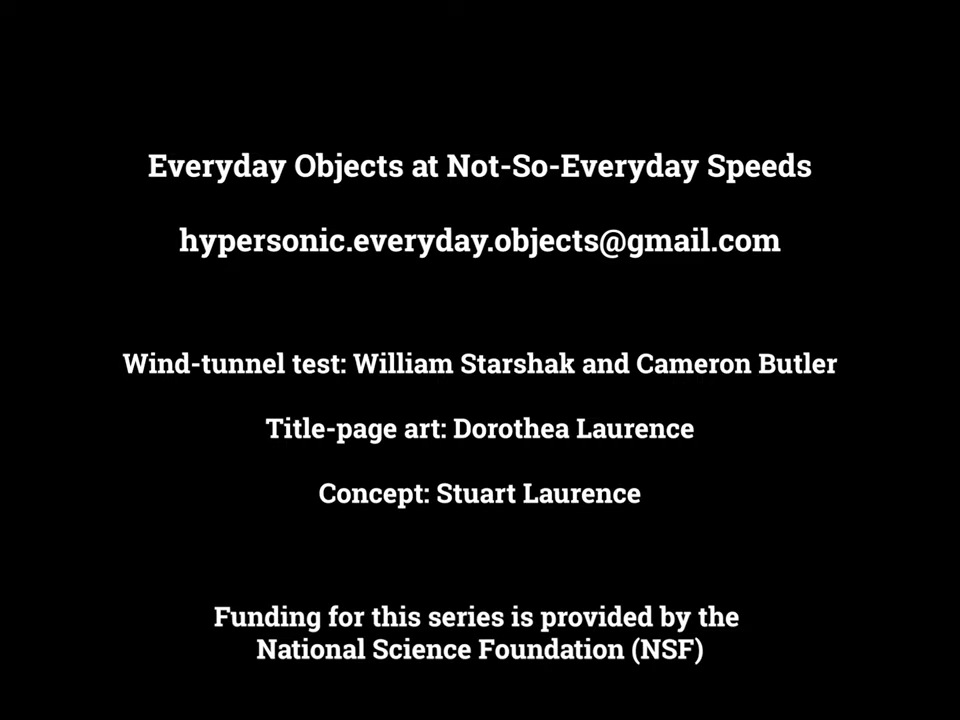 Everyday Objects at Not-So-Everyday Speeds
hypersonic.everyday.objects@gmail.com
Wind-tunnel test: William Starshak and Cameron Butler
Title-page art: Dorothea Laurence
Concept: Stuart Laurence
Funding for this series is provided by the
National Science Foundation (NSF)